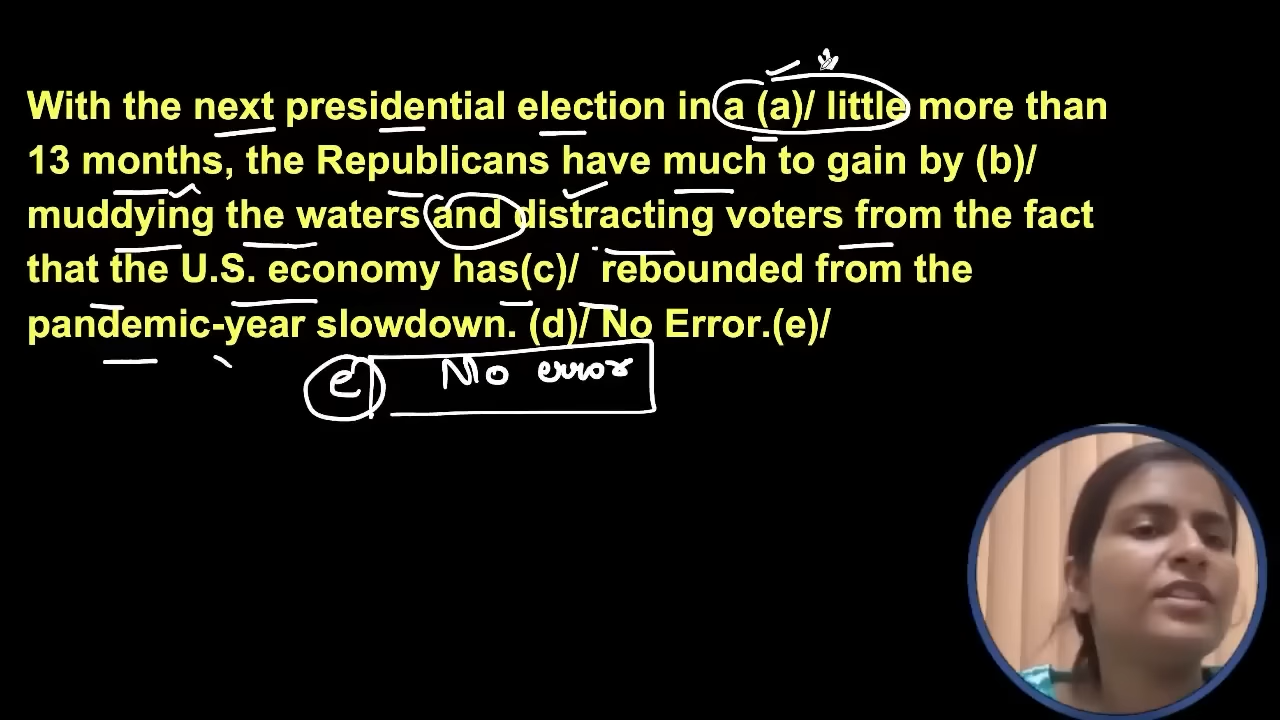 With the next presidential election in a (a)/ little more than
13 months, the Republicans have much to gain by (b)/
muddying the waters and distracting voters from the fact
that the U.S. economy has(c)/ rebounded from the
pandemic-year slowdown. (d)/ No Error.(e)/
e No error